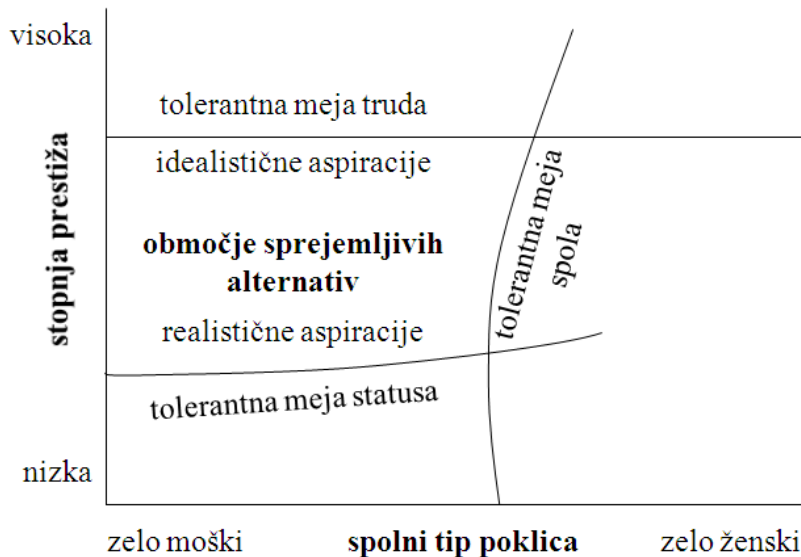 visoka
tolerantna meja truda
idealistične aspiracije
stopnja prestiža
območje sprejemljivih
alternativ
tolerantna meja
spola
realistične aspiracije
tolerantna meja statusa
nizka
zelo moški
spolni tip poklica
zelo ženski